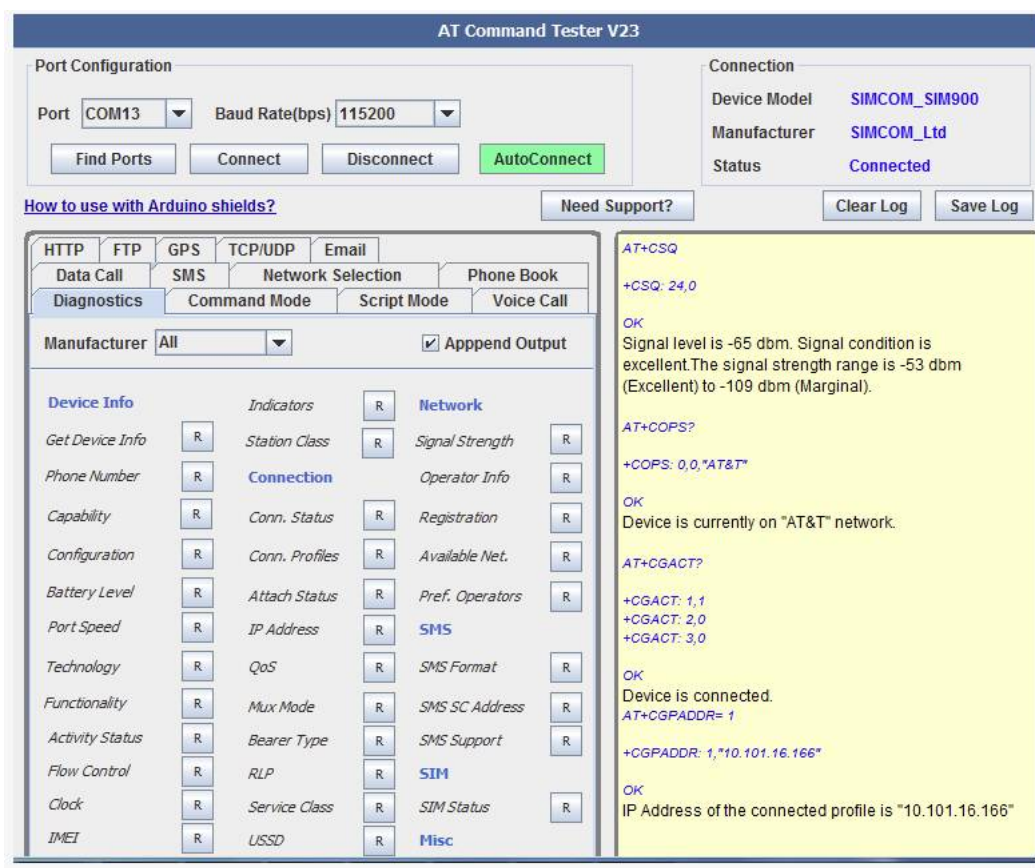 AT Command Tester V23
Port Configuration
Port COM13 Baud Rate(bps) 115200
Find Ports Connect Disconnect AutoConnect
Connection
Device Model SIMCOM_SIM900
Manufacturer SIMCOM_Ltd
Status Connected
How to use with Arduino shields? Need Support? Clear Log Save Log
HTTP FTP GPS TCP/UDP Email
Data Call SMS Network Selection Phone Book
Diagnostics Command Mode Script Mode Voice Call
Manufacturer All Apppend Output
Device Info
Get Device Info R
Phone Number R
Capability R
Configuration R
Battery Level R
Port Speed R
Technology R
Functionality R
Activity Status R
Flow Control R
Clock R
IMEI R
Indicators R
Station Class R
Connection
Conn. Status R
Conn. Profiles R
Attach Status R
IP Address R
QoS R
Mux Mode R
Bearer Type R
RLP R
Service Class R
USSD R
Network
Signal Strength R
Operator Info R
Registration R
Available Net. R
Pref. Operators R
SMS
SMS Format R
SMS SC Address R
SMS Support R
SIM
SIM Status R
Misc
AT+CSQ
+CSQ: 24,0
OK
Signal level is -65 dbm. Signal condition is
excellent.The signal strength range is -53 dbm
(Excellent) to -109 dbm (Marginal).
AT+COPS?
+COPS: 0,0,"AT&T"
OK
Device is currently on "AT&T" network.
AT+CGACT?
+CGACT: 1,1
+CGACT: 2,0
+CGACT: 3,0
OK
Device is connected.
AT+CGPADDR= 1
+CGPADDR: 1,"10.101.16.166"
OK
IP Address of the connected profile is "10.101.16.166"